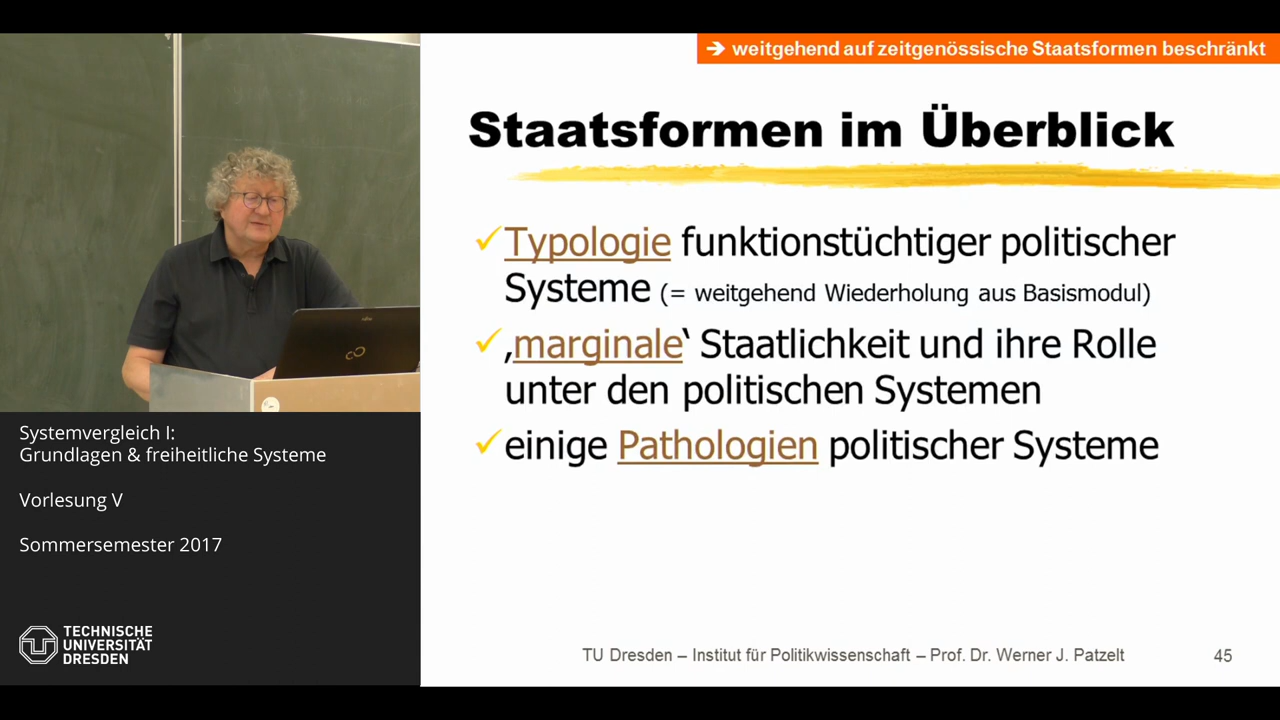 ➔ weitgehend auf zeitgenössische Staatsformen beschränkt
Staatsformen im Überblick
✓Typologie funktionstüchtiger politischer
Systeme (= weitgehend Wiederholung aus Basismodul)
✓‚marginale‘ Staatlichkeit und ihre Rolle
unter den politischen Systemen
✓einige Pathologien politischer Systeme
Systemvergleich I:
Grundlagen & freiheitliche Systeme
Vorlesung V
Sommersemester 2017
TECHNISCHE
UNIVERSITÄT
DRESDEN
TU Dresden – Institut für Politikwissenschaft – Prof. Dr. Werner J. Patzelt
45